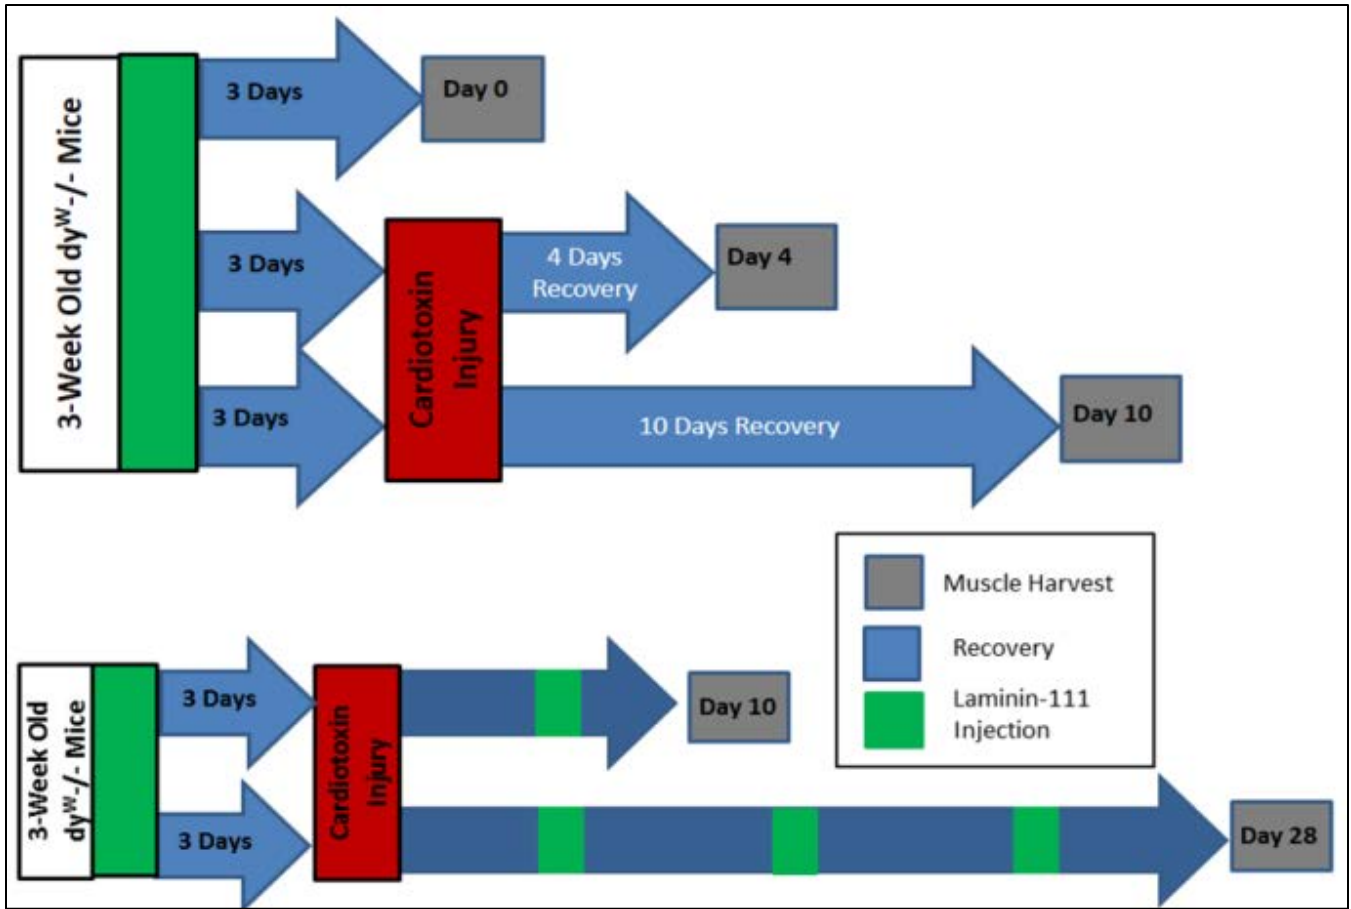 3-Week Old dyᵂ-/- Mice
3 Days
Day 0
3 Days
Cardiotoxin
Injury
4 Days
Recovery
Day 4
3 Days
10 Days Recovery
Day 10
Muscle Harvest
Recovery
Laminin-111
Injection
3-Week Old
dyᵂ-/- Mice
3 Days
Cardiotoxin
Injury
Day 10
3 Days
Day 28